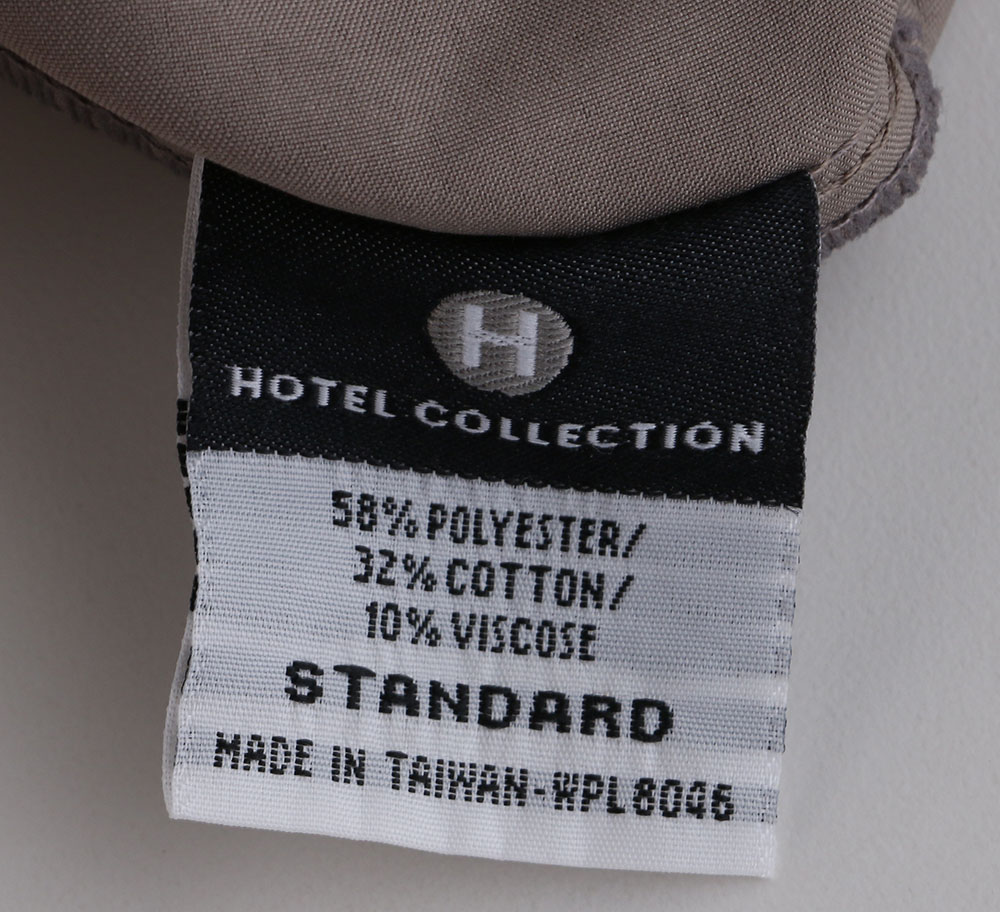 H
HOTEL COLLECTION
58% POLYESTER/
32% COTTON/
10% VISCOSE
STANDARD
MADE IN TAIWAN-WPL8046